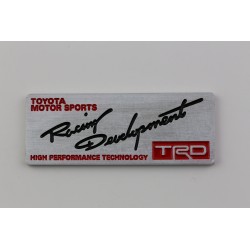 TOYOTA
MOTOR SPORTS
Racing Development
HIGH PERFORMANCE TECHNOLOGY TRD